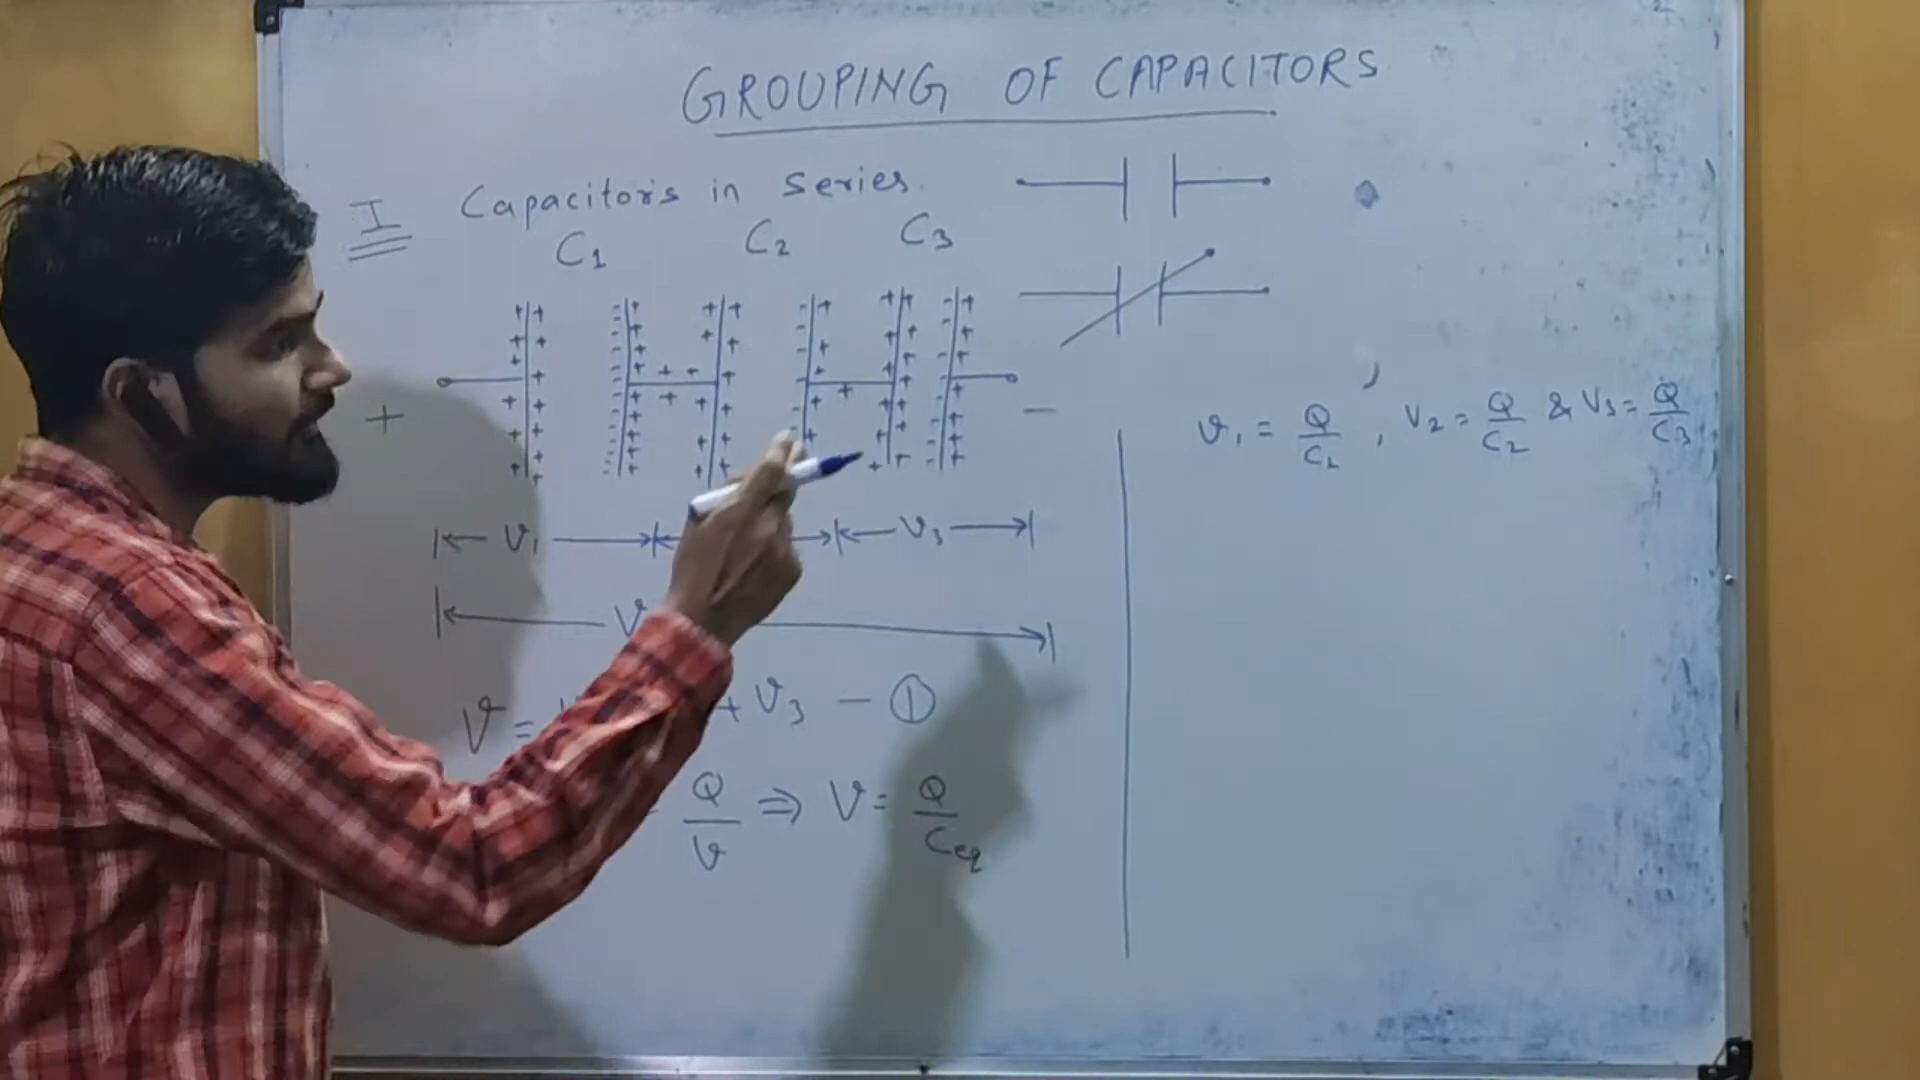 GROUPING OF CAPACITORS
I Capacitors in series
C₁ C₂ C₃
+ −
V₁ V₃
V
V₁ = Q/C₁ , V₂ = Q/C₂ & V₃ = Q/C₃
V = + V₃ − ①
Q/V ⇒ V = Q/Ceq